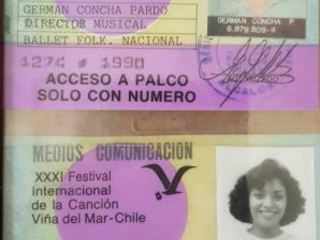 GERMAN CONCHA PARDO
DIRECTOS MUSICAL
BALLET FOLK. NACIONAL
GERMAN CONCHA P
6.879.809-4
1274 # 1990
ACCESO A PALCO
SOLO CON NUMERO
MEDIOS COMUNICACION
XXXI Festival
Internacional
de la Canción
Viña del Mar-Chile